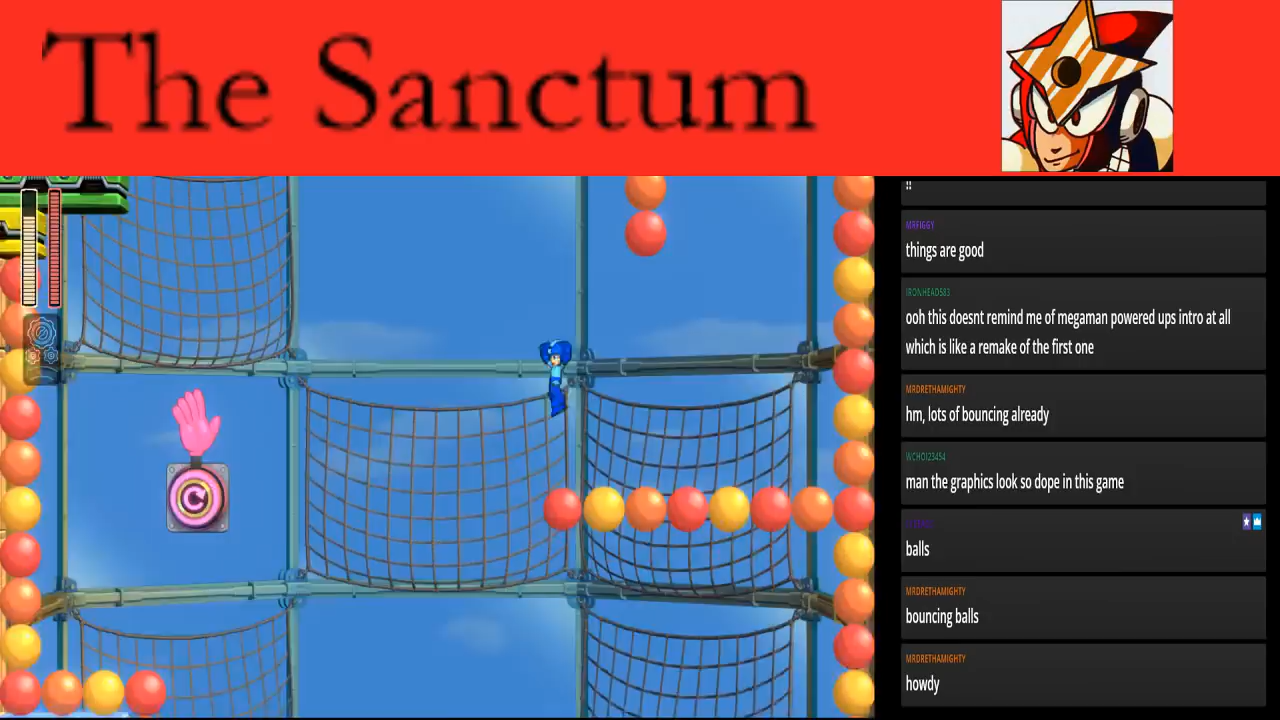 The Sanctum
!!
MRFIGGY
things are good
IRONHEAD583
ooh this doesnt remind me of megaman powered ups intro at all
which is like a remake of the first one
MRDRETHAMIGHTY
hm, lots of bouncing already
WCHO123454
man the graphics look so dope in this game
balls
MRDRETHAMIGHTY
bouncing balls
MRDRETHAMIGHTY
howdy